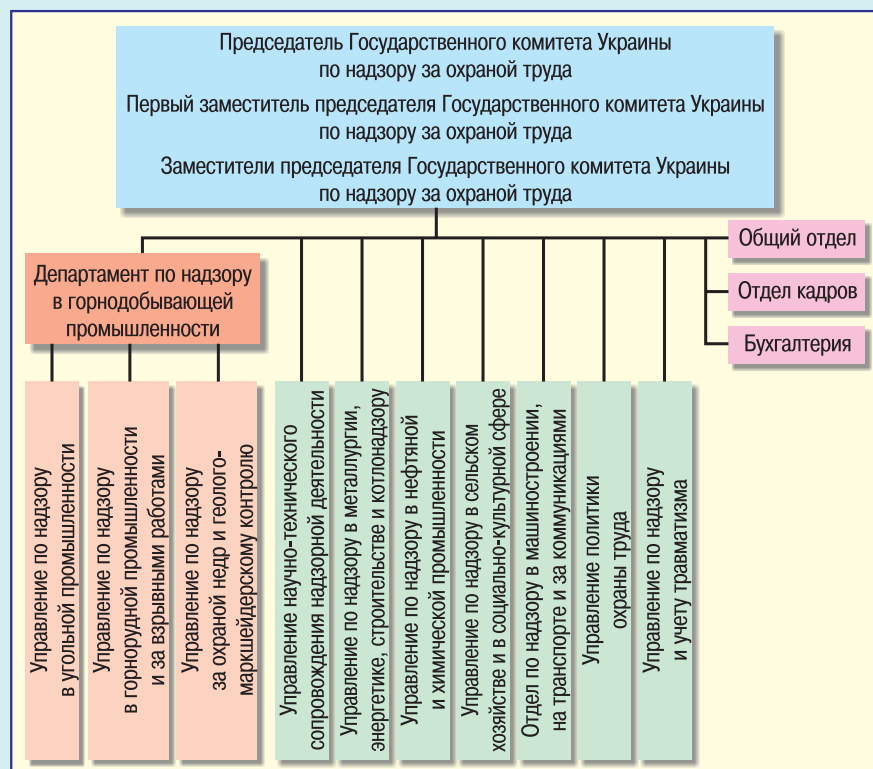 Председатель Государственного комитета Украины
по надзору за охраной труда
Первый заместитель председателя Государственного комитета Украины
по надзору за охраной труда
Заместители председателя Государственного комитета Украины
по надзору за охраной труда
Общий отдел
Отдел кадров
Бухгалтерия
Департамент по надзору
в горнодобывающей
промышленности
Управление по надзору
в угольной промышленности
Управление по надзору
в горнорудной промышленности
и за взрывными работами
Управление по надзору
за охраной недр и геолого-
маркшейдерскому контролю
Управление научно-технического
сопровождения надзорной деятельности
Управление по надзору в металлургии,
энергетике, строительстве и котлонадзору
Управление по надзору в нефтяной
и химической промышленности
Управление по надзору в сельском
хозяйстве и в социально-культурной сфере
Отдел по надзору в машиностроении,
на транспорте и за коммуникациями
Управление политики
охраны труда
Управление по надзору
и учету травматизма